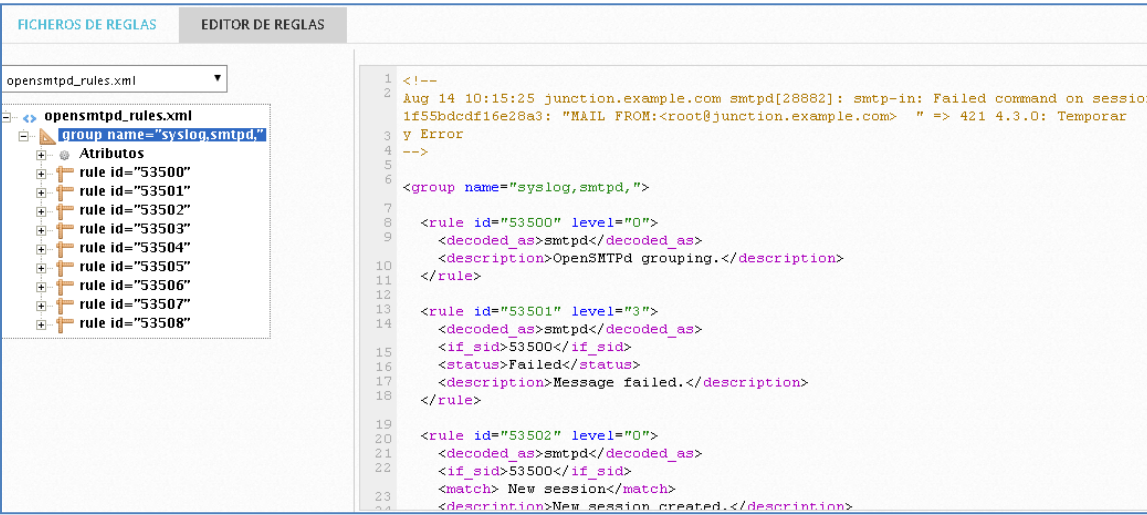 FICHEROS DE REGLAS
EDITOR DE REGLAS
opensmtpd_rules.xml
opensmtpd_rules.xml
group name="syslog,smtpd,"
Atributos
rule id="53500"
rule id="53501"
rule id="53502"
rule id="53503"
rule id="53504"
rule id="53505"
rule id="53506"
rule id="53507"
rule id="53508"
1 <!--
2 Aug 14 10:15:25 junction.example.com smtpd[28882]: smtp-in: Failed command on session
1f55bdcdf16e28a3: "MAIL FROM:<root@junction.example.com>  " => 421 4.3.0: Temporar
3 y Error
4 -->
5
6 <group name="syslog,smtpd,">
7
8 <rule id="53500" level="0">
9 <decoded_as>smtpd</decoded_as>
10 <description>OpenSMTPd grouping.</description>
11 </rule>
12
13 <rule id="53501" level="3">
14 <decoded_as>smtpd</decoded_as>
15 <if_sid>53500</if_sid>
16 <status>Failed</status>
17 <description>Message failed.</description>
18 </rule>
19
20 <rule id="53502" level="0">
21 <decoded_as>smtpd</decoded_as>
22 <if_sid>53500</if_sid>
23 <match> New session</match>
24 <description>New session created.</description>